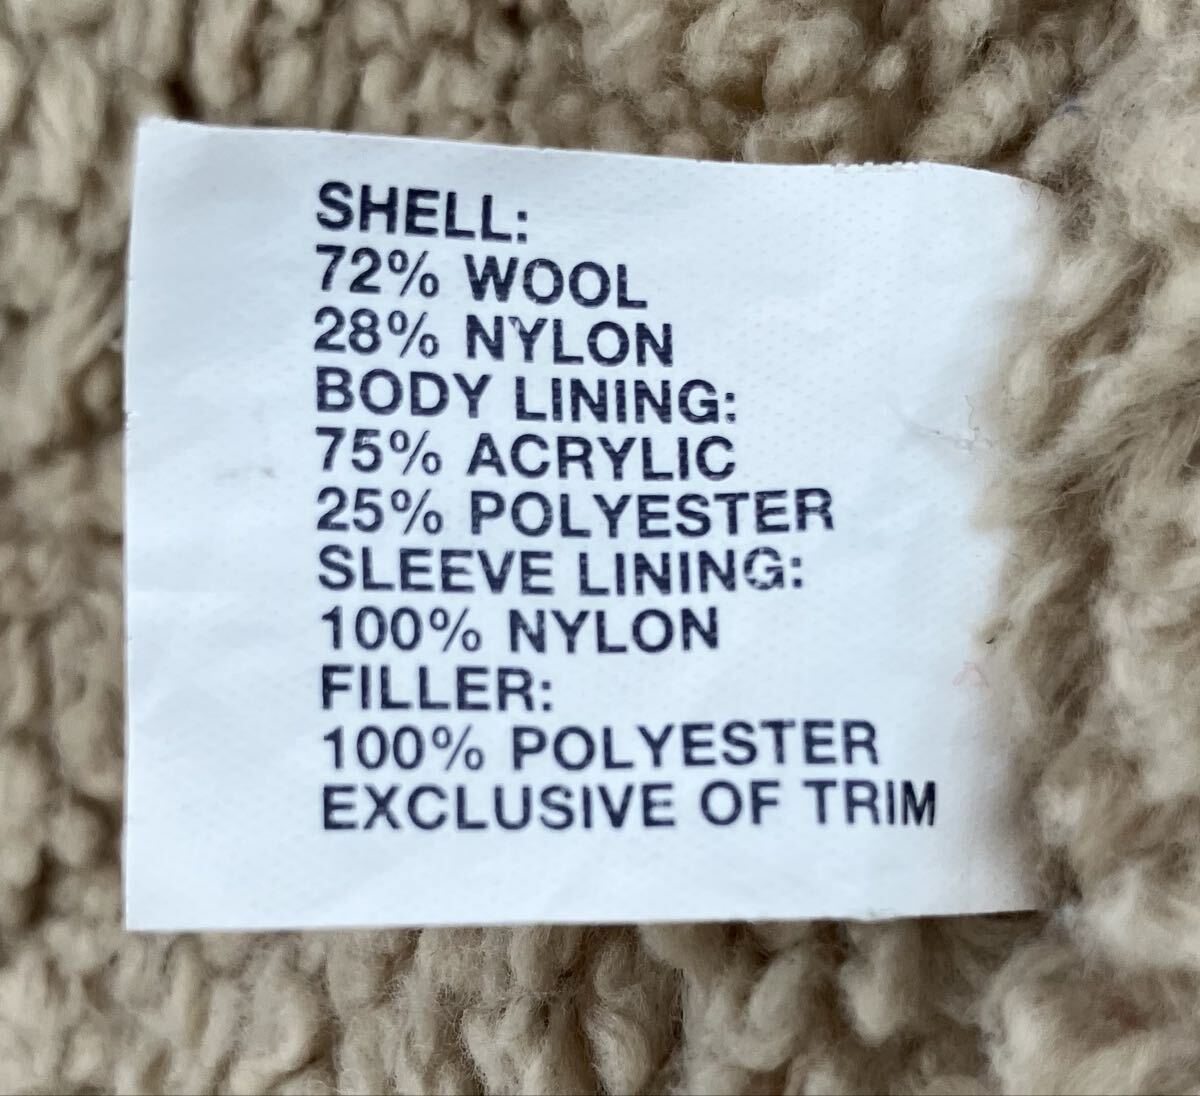 SHELL:
72% WOOL
28% NYLON
BODY LINING:
75% ACRYLIC
25% POLYESTER
SLEEVE LINING:
100% NYLON
FILLER:
100% POLYESTER
EXCLUSIVE OF TRIM